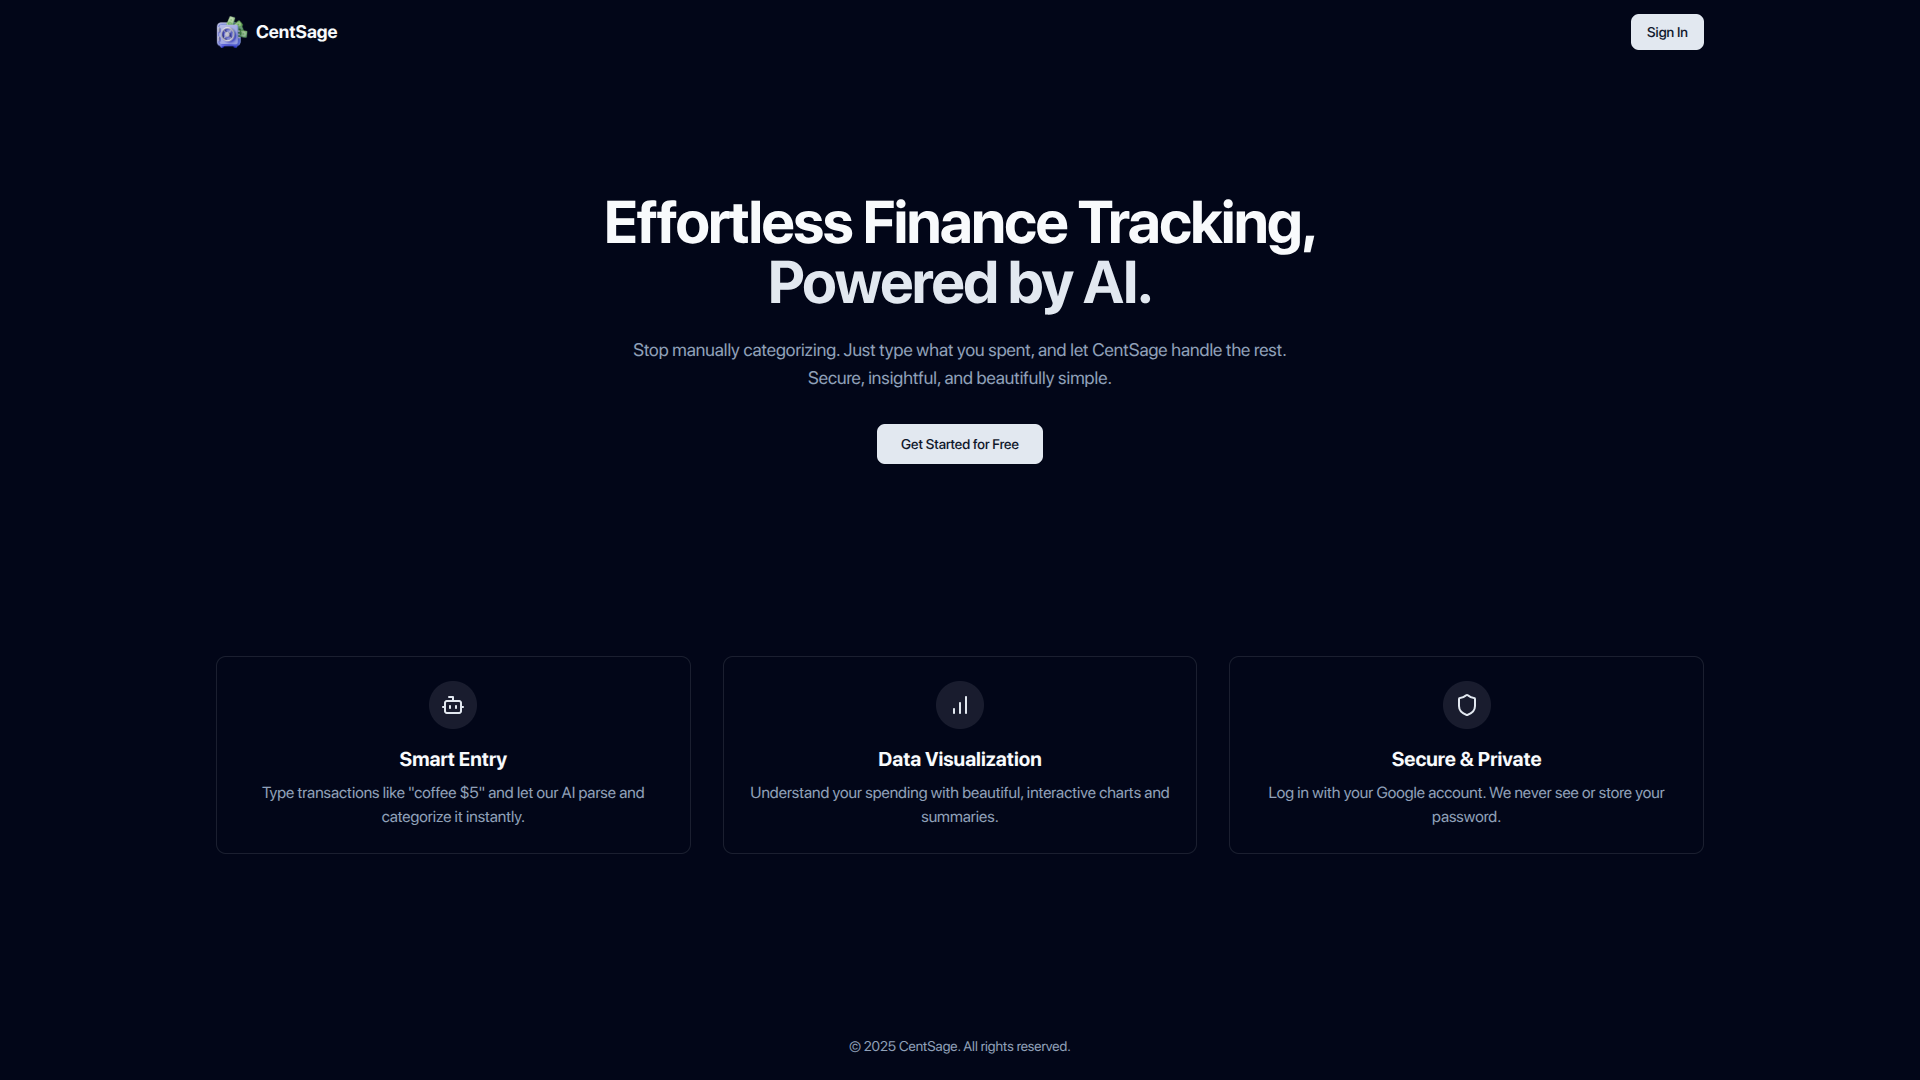 CentSage
Sign In
Effortless Finance Tracking,
Powered by AI.
Stop manually categorizing. Just type what you spent, and let CentSage handle the rest.
Secure, insightful, and beautifully simple.
Get Started for Free
Smart Entry
Type transactions like "coffee $5" and let our AI parse and
categorize it instantly.
Data Visualization
Understand your spending with beautiful, interactive charts and
summaries.
Secure & Private
Log in with your Google account. We never see or store your
password.
© 2025 CentSage. All rights reserved.